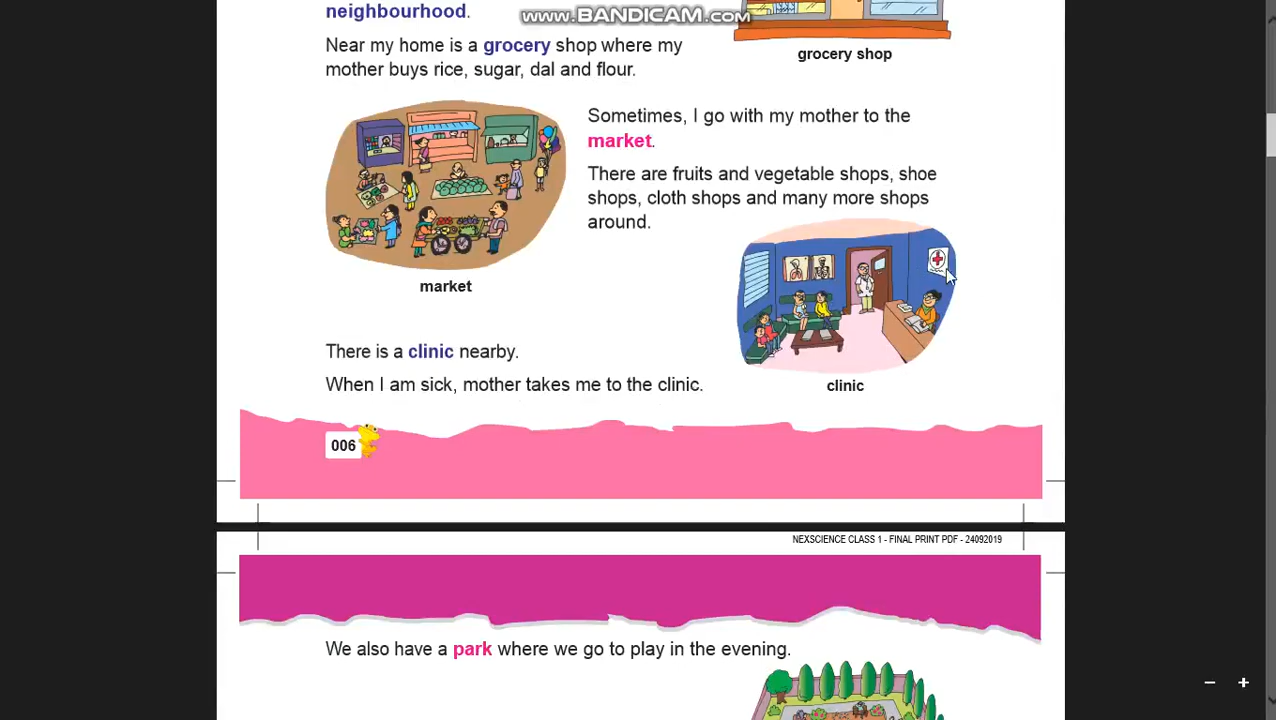 www.BANDICAM.com
neighbourhood.
Near my home is a grocery shop where my
mother buys rice, sugar, dal and flour.
grocery shop
Sometimes, I go with my mother to the
market.
There are fruits and vegetable shops, shoe
shops, cloth shops and many more shops
around.
market
There is a clinic nearby.
When I am sick, mother takes me to the clinic.
clinic
006
NEXSCIENCE CLASS 1 - FINAL PRINT PDF - 24092019
We also have a park where we go to play in the evening.